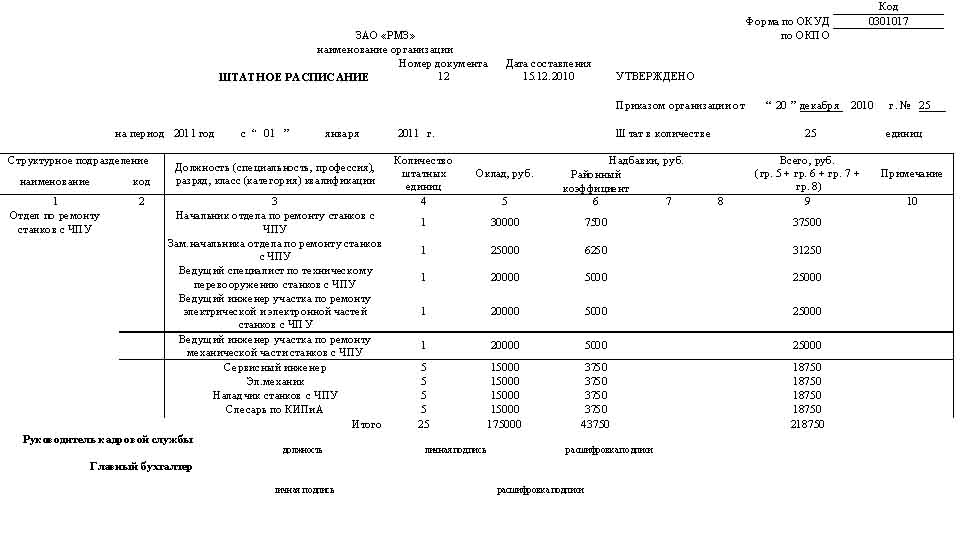 Код
Форма по ОКУД 0301017
ЗАО «РМЗ» по ОКПО
наименование организации
Номер документа Дата составления
ШТАТНОЕ РАСПИСАНИЕ 12 15.12.2010 УТВЕРЖДЕНО
Приказом организации от “ 20 ” декабря 2010 г. № 25
на период 2011 год с “ 01 ” января 2011 г. Штат в количестве 25 единиц
Структурное подразделение
наименование код
Должность (специальность, профессия),
разряд, класс (категория) квалификации
Количество
штатных
единиц
Оклад, руб.
Надбавки, руб.
Районный
коэффициент
Всего, руб.
(гр. 5 + гр. 6 + гр. 7 +
гр. 8)
Примечание
1 2 3 4 5 6 7 8 9 10
Отдел по ремонту
станков с ЧПУ
Начальник отдела по ремонту станков с
ЧПУ
1 30000 7500 37500
Зам.начальника отдела по ремонту станков
с ЧПУ
1 25000 6250 31250
Ведущий специалист по техническому
перевооружению станков с ЧПУ
1 20000 5000 25000
Ведущий инженер участка по ремонту
электрической и электронной частей
станков с ЧПУ
1 20000 5000 25000
Ведущий инженер участка по ремонту
механической части станков с ЧПУ
1 20000 5000 25000
Сервисный инженер 5 15000 3750 18750
Эл.механик 5 15000 3750 18750
Наладчик станков с ЧПУ 5 15000 3750 18750
Слесарь по КИПиА 5 15000 3750 18750
Итого 25 175000 43750 218750
Руководитель кадровой службы
должность личная подпись расшифровка подписи
Главный бухгалтер
личная подпись расшифровка подписи